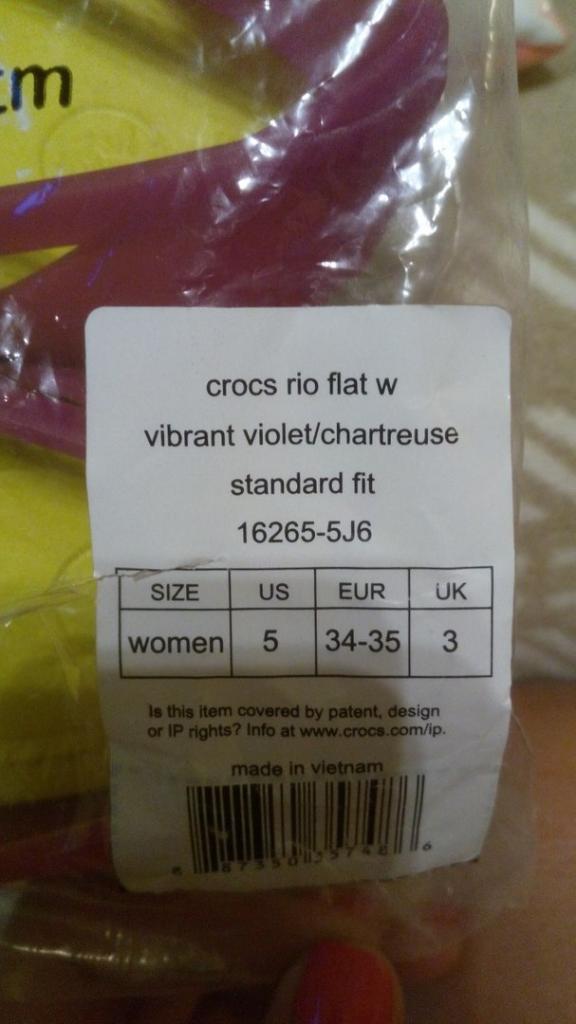 cm
crocs rio flat w
vibrant violet/chartreuse
standard fit
16265-5J6
SIZE US EUR UK
women 5 34-35 3
Is this item covered by patent, design
or IP rights? Info at www.crocs.com/ip.
made in vietnam